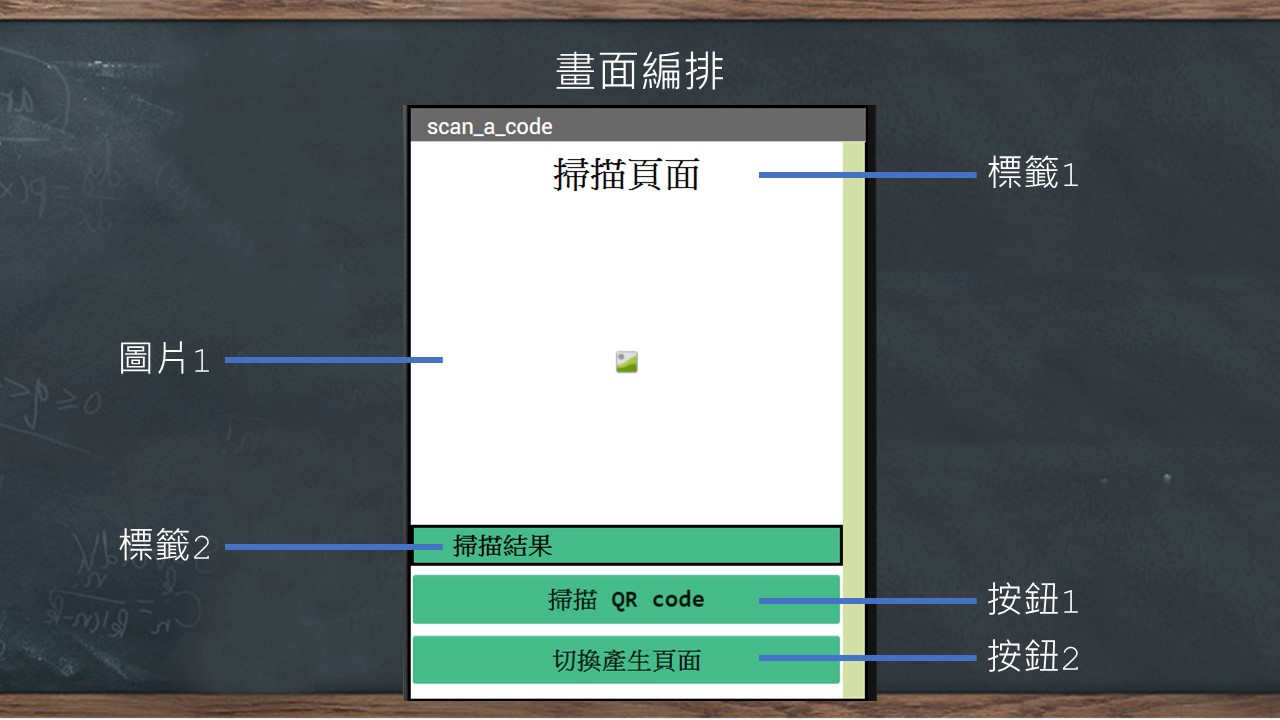 畫面編排
scan_a_code
掃描頁面
標籤1
圖片1
標籤2
掃描結果
掃描 QR code
按鈕1
切換產生頁面
按鈕2